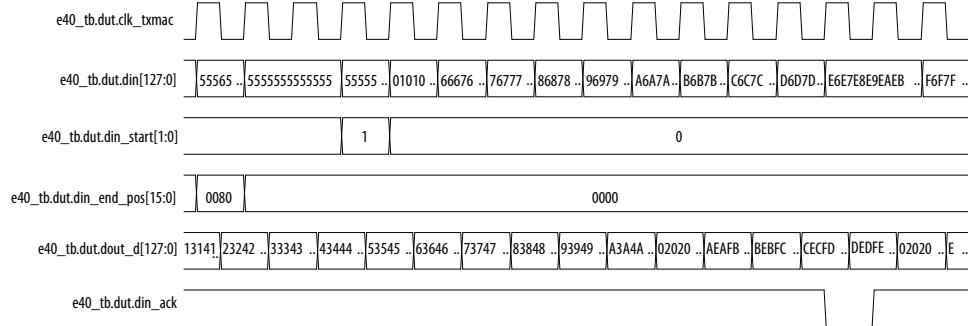 e40_tb.dut.clk_txmac
e40_tb.dut.din[127:0] 55565 .. 55555555555555 55555 .. 01010 .. 66676 .. 76777 .. 86878 .. 96979 .. A6A7A .. B6B7B .. C6C7C .. D6D7D.. E6E7E8E9EAEB .. F6F7F ..
e40_tb.dut.din_start[1:0] 1 0
e40_tb.dut.din_end_pos[15:0] 0080 0000
e40_tb.dut.dout_d[127:0] 13141 .. 23242 .. 33343 .. 43444 .. 53545 .. 63646 .. 73747 .. 83848 .. 93949 .. A3A4A .. 02020 .. AEAFB .. BEBFC .. CECFD .. DEDFE .. 02020 .. E ..
e40_tb.dut.din_ack